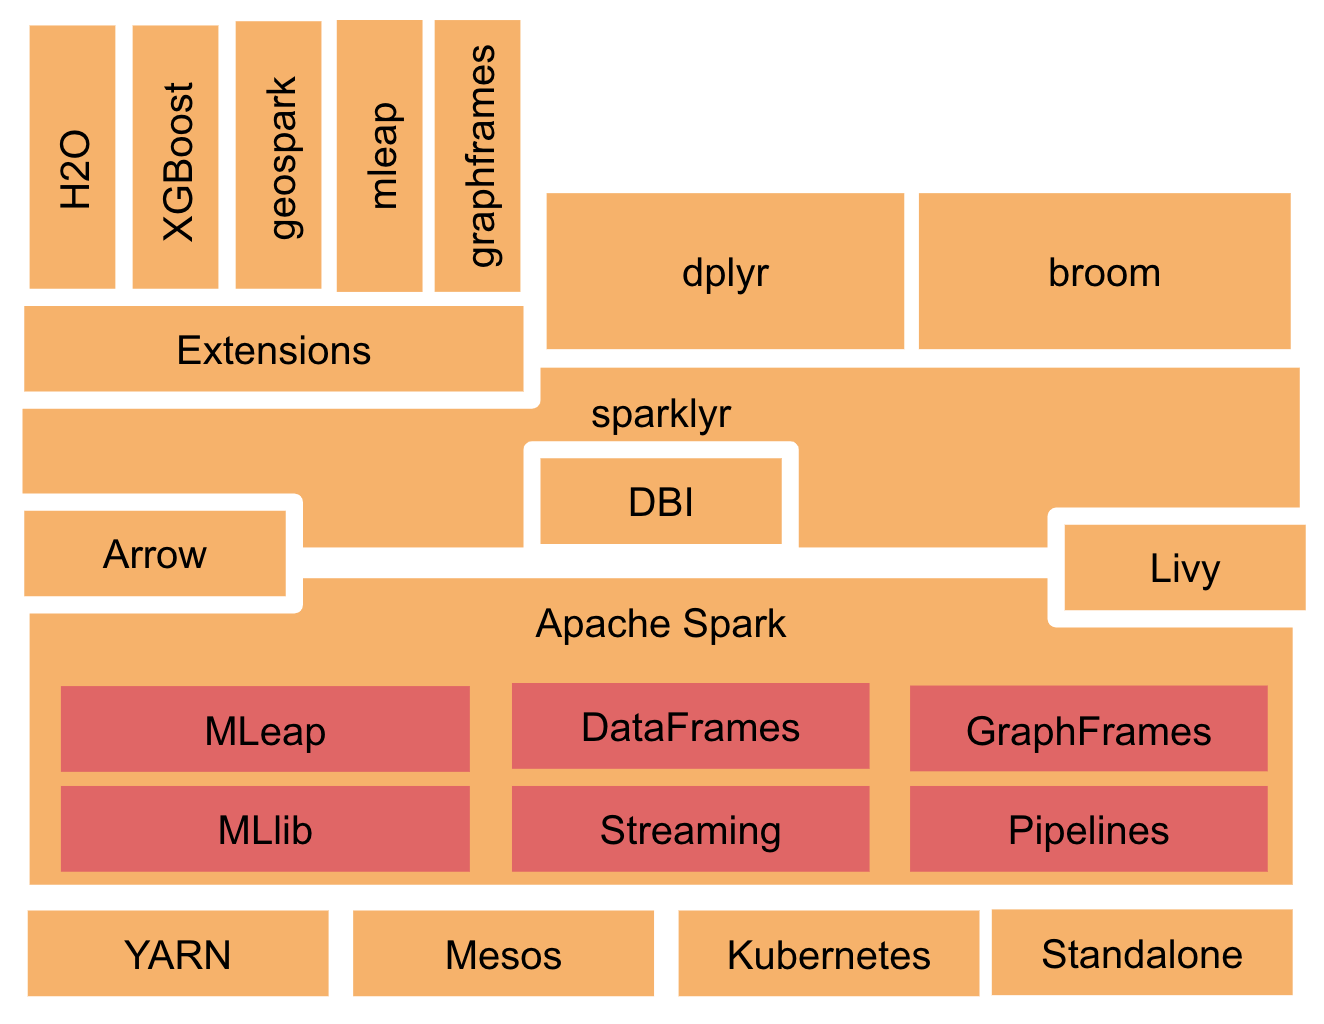 H2O
XGBoost
geospark
mleap
graphframes
dplyr
broom
Extensions
sparklyr
DBI
Arrow
Livy
Apache Spark
MLeap
DataFrames
GraphFrames
MLlib
Streaming
Pipelines
YARN
Mesos
Kubernetes
Standalone